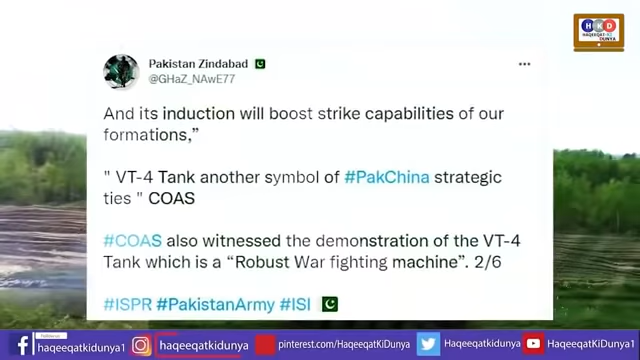 HKD
HAQEEQAT KI
DUNYA
Pakistan Zindabad
@GHaZ_NAwE77
And its induction will boost strike capabilities of our
formations,”
" VT-4 Tank another symbol of #PakChina strategic
ties " COAS
#COAS also witnessed the demonstration of the VT-4
Tank which is a “Robust War fighting machine”. 2/6
#ISPR #PakistanArmy #ISI
haqeeqatkidunya1
haqeeqatkidunya
pinterest.com/HaqeeqatKiDunya
HaqeeqatKiDunya
HaqeeqatKiDunya1